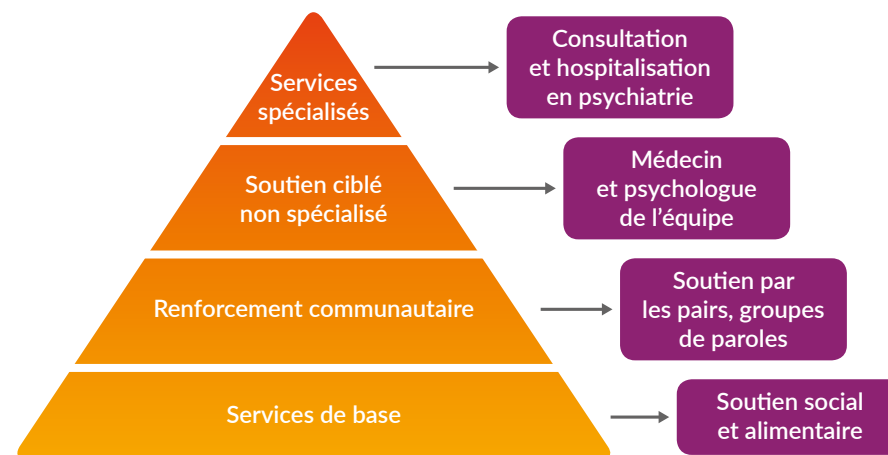 Services
spécialisés
Consultation
et hospitalisation
en psychiatrie
Soutien ciblé
non spécialisé
Médecin
et psychologue
de l’équipe
Renforcement communautaire
Soutien par
les pairs, groupes
de paroles
Services de base
Soutien social
et alimentaire